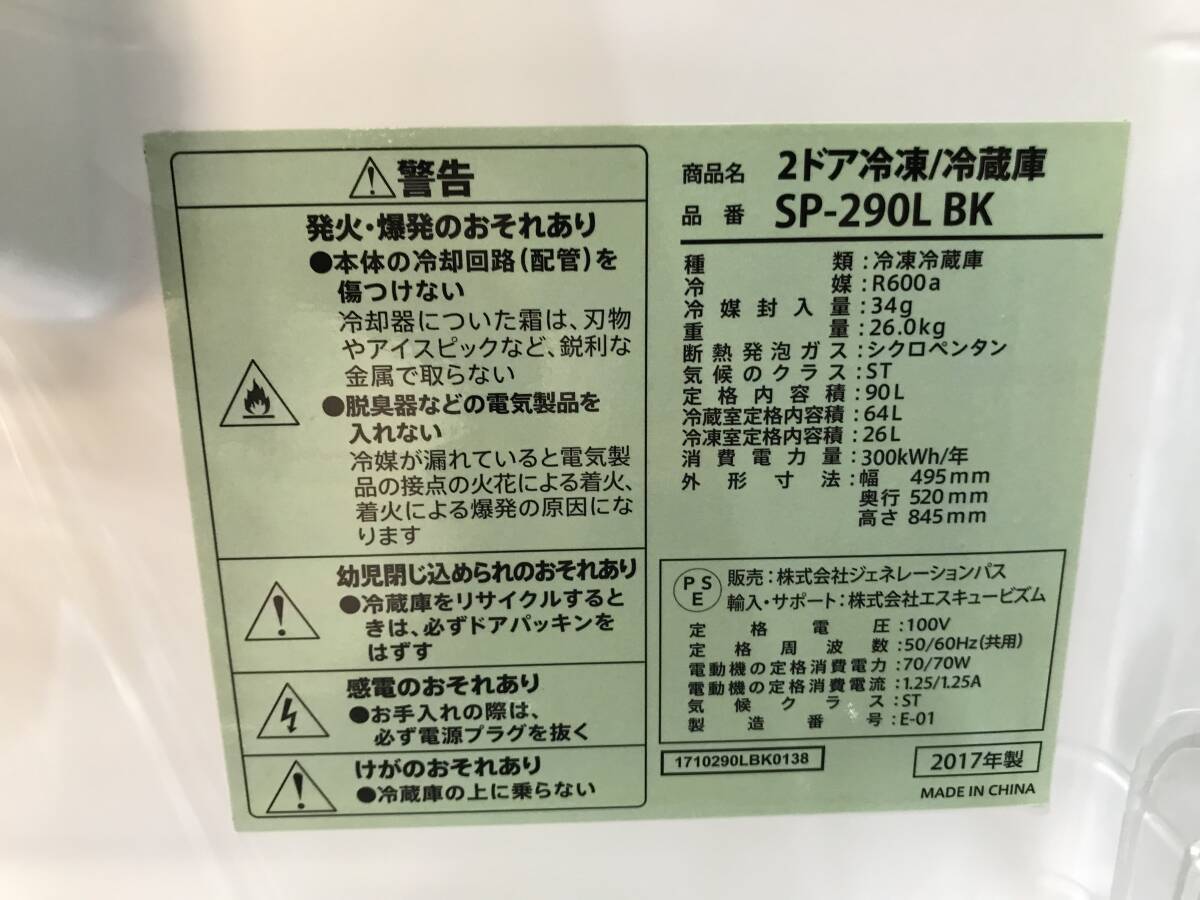 警告
発火・爆発のおそれあり
●本体の冷却回路(配管)を
傷つけない
冷却器についた霜は、刃物
やアイスピックなど、鋭利な
金属で取らない
●脱臭器などの電気製品を
入れない
冷媒が漏れていると電気製
品の接点の火花による着火、
着火による爆発の原因にな
ります
幼児閉じ込められのおそれあり
●冷蔵庫をリサイクルすると
きは、必ずドアパッキンを
はずす
感電のおそれあり
●お手入れの際は、
必ず電源プラグを抜く
けがのおそれあり
●冷蔵庫の上に乗らない
商品名 2ドア冷凍/冷蔵庫
品番 SP-290L BK
種類:冷凍冷蔵庫
冷媒:R600a
冷媒封入量:34g
重量:26.0kg
断熱発泡ガス:シクロペンタン
気候のクラス:ST
定格内容積:90L
冷蔵室定格内容積:64L
冷凍室定格内容積:26L
消費電力量:300kWh/年
外形寸法:幅 495mm
奥行 520mm
高さ 845mm
PSE
販売:株式会社ジェネレーションパス
輸入・サポート:株式会社エスキュービズム
定格電圧:100V
定格周波数:50/60Hz(共用)
電動機の定格消費電力:70/70W
電動機の定格消費電流:1.25/1.25A
気候クラス:ST
製造番号:E-01
1710290LBK0138
2017年製
MADE IN CHINA